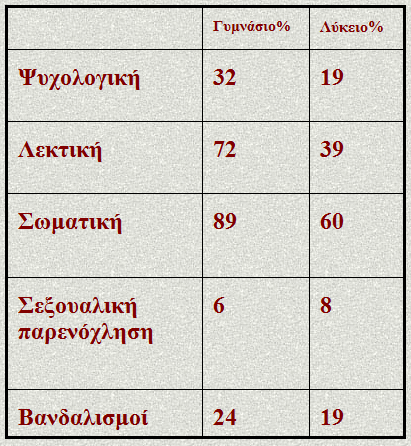 Γυμνάσιο% Λύκειο%
Ψυχολογική 32 19
Λεκτική 72 39
Σωματική 89 60
Σεξουαλική 6 8
παρενόχληση
Βανδαλισμοί 24 19